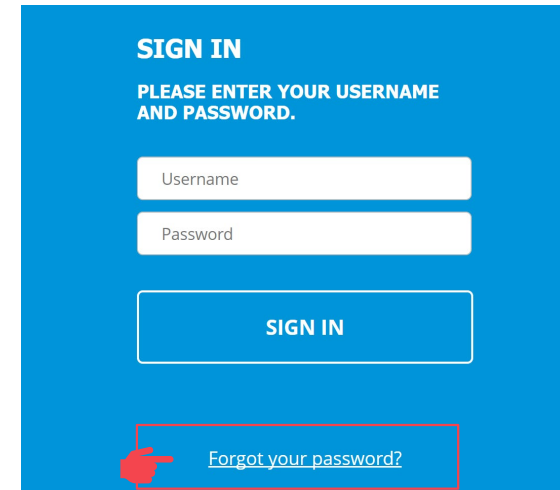 SIGN IN
PLEASE ENTER YOUR USERNAME
AND PASSWORD.
Username
Password
SIGN IN
Forgot your password?